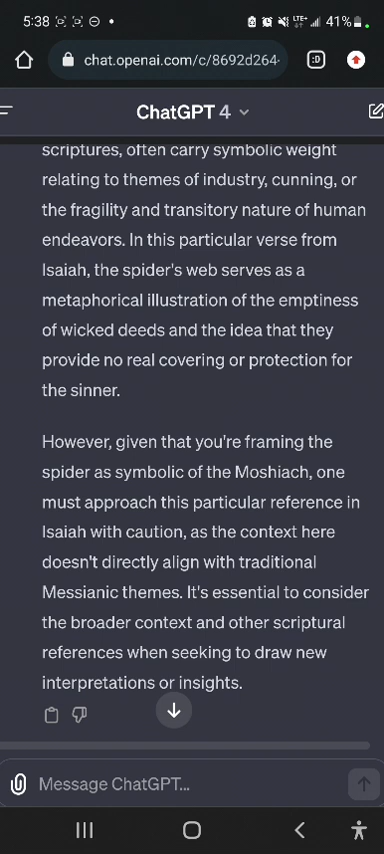 5:38
LTE+
41%
chat.openai.com/c/8692d264-
:D
ChatGPT 4
scriptures, often carry symbolic weight
relating to themes of industry, cunning, or
the fragility and transitory nature of human
endeavors. In this particular verse from
Isaiah, the spider's web serves as a
metaphorical illustration of the emptiness
of wicked deeds and the idea that they
provide no real covering or protection for
the sinner.
However, given that you're framing the
spider as symbolic of the Moshiach, one
must approach this particular reference in
Isaiah with caution, as the context here
doesn't directly align with traditional
Messianic themes. It's essential to consider
the broader context and other scriptural
references when seeking to draw new
interpretations or insights.
Message ChatGPT...